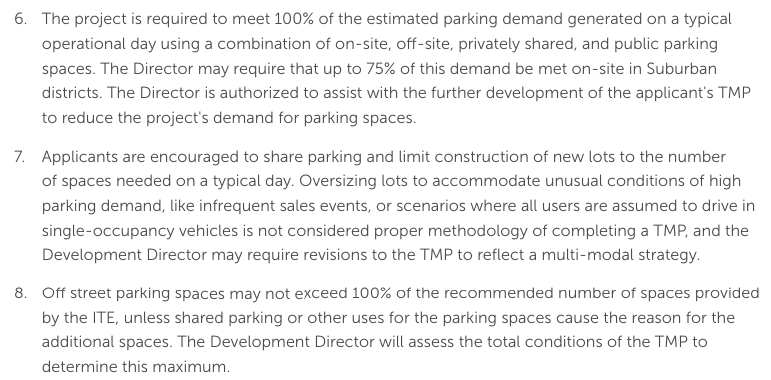 6. The project is required to meet 100% of the estimated parking demand generated on a typical
operational day using a combination of on-site, off-site, privately shared, and public parking
spaces. The Director may require that up to 75% of this demand be met on-site in Suburban
districts. The Director is authorized to assist with the further development of the applicant's TMP
to reduce the project's demand for parking spaces.
7. Applicants are encouraged to share parking and limit construction of new lots to the number
of spaces needed on a typical day. Oversizing lots to accommodate unusual conditions of high
parking demand, like infrequent sales events, or scenarios where all users are assumed to drive in
single-occupancy vehicles is not considered proper methodology of completing a TMP, and the
Development Director may require revisions to the TMP to reflect a multi-modal strategy.
8. Off street parking spaces may not exceed 100% of the recommended number of spaces provided
by the ITE, unless shared parking or other uses for the parking spaces cause the reason for the
additional spaces. The Development Director will assess the total conditions of the TMP to
determine this maximum.